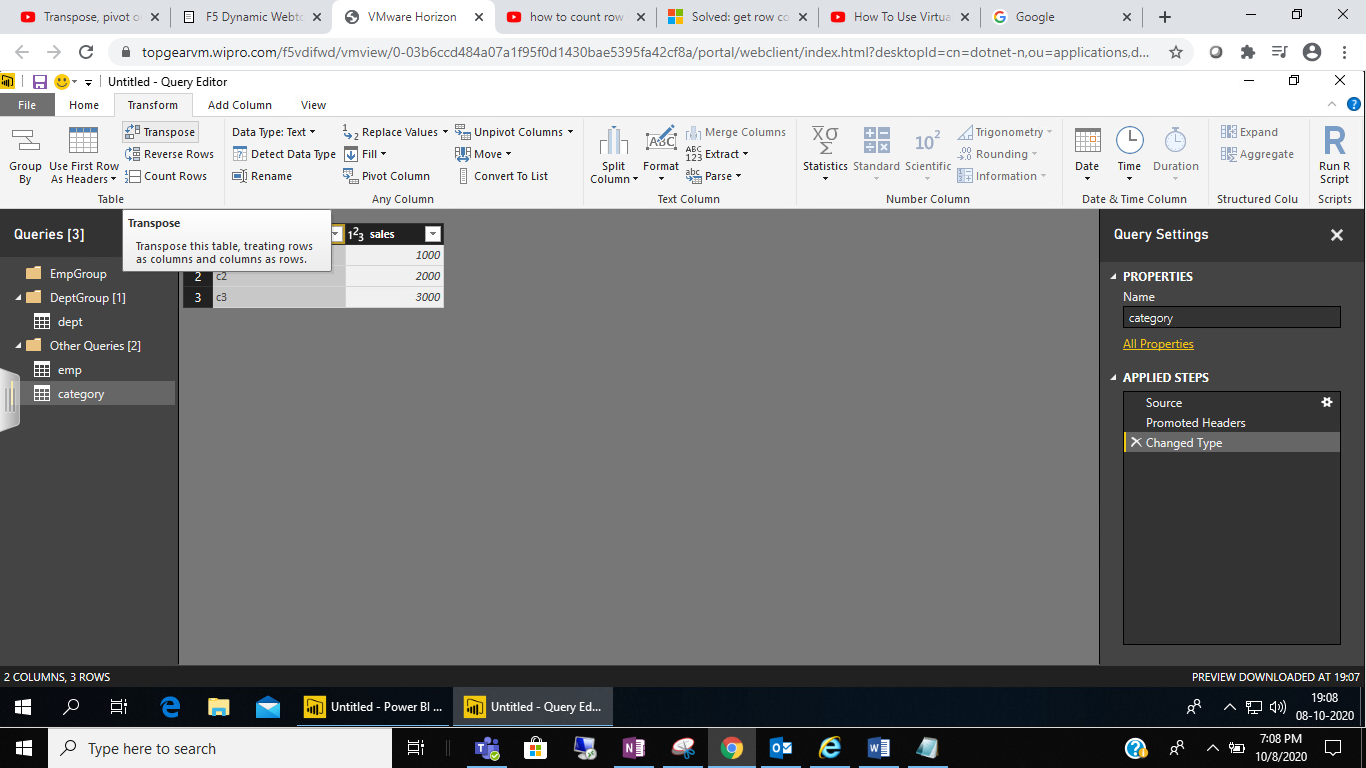 Transpose, pivot o
F5 Dynamic Webto
VMware Horizon
how to count row
Solved: get row co
How To Use Virtua
Google
topgearvm.wipro.com/f5vdifwd/vmview/0-03b6ccd484a07a1f95f0d1430bae5395fa42cf8a/portal/webclient/index.html?desktopId=cn=dotnet-n,ou=applications,d...
Untitled - Query Editor
File Home Transform Add Column View
Group By
Use First Row As Headers
Transpose
Reverse Rows
Count Rows
Table
Data Type: Text
Detect Data Type
Rename
Replace Values
Fill
Pivot Column
Unpivot Columns
Move
Convert To List
Any Column
Split Column
ABC
Format
Merge Columns
ABC 123 Extract
abc Parse
Text Column
XΣ
Statistics
Standard
10² Scientific
Trigonometry
.00 Rounding
Information
Number Column
Date
Time
Duration
Date & Time Column
Expand
Aggregate
Structured Colu
R
Run R Script
Scripts
Transpose
Transpose this table, treating rows
as columns and columns as rows.
Queries [3]
EmpGroup
DeptGroup [1]
dept
Other Queries [2]
emp
category
1²3 sales
1000
2 c2 2000
3 c3 3000
Query Settings
PROPERTIES
Name
category
All Properties
APPLIED STEPS
Source
Promoted Headers
Changed Type
2 COLUMNS, 3 ROWS
PREVIEW DOWNLOADED AT 19:07
Untitled - Power BI ...
Untitled - Query Ed...
19:08
08-10-2020
Type here to search
7:08 PM
10/8/2020